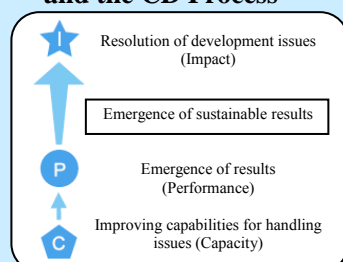 and the CD Process
I
Resolution of development issues
(Impact)
Emergence of sustainable results
P
Emergence of results
(Performance)
C
Improving capabilities for handling
issues (Capacity)